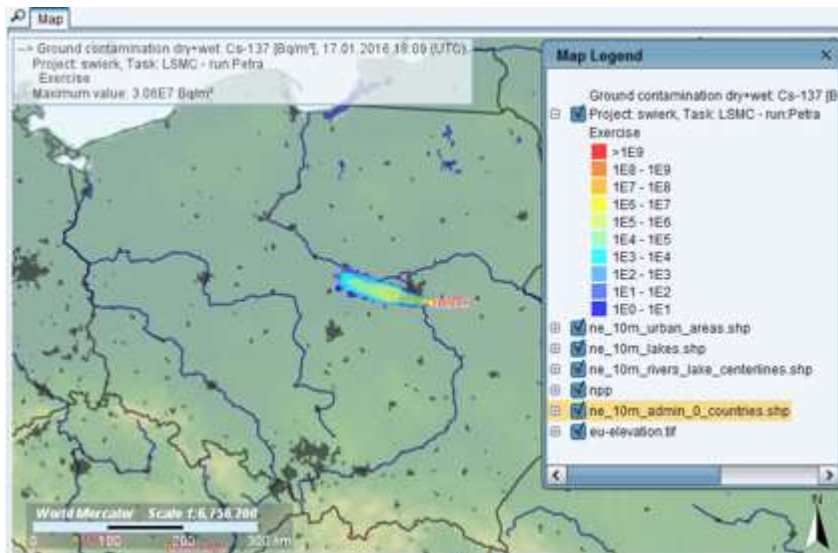 Map
--> Ground contamination dry+wet: Cs-137 [Bq/m²], 17.01.2016 18:09 (UTC)
Project: swierk, Task: LSMC - run Petra
Exercise
Maximum value: 3.06E7 Bq/m²
Map Legend
Ground contamination dry+wet: Cs-137 [B
Project: swierk, Task: LSMC - run:Petra
Exercise
>1E9
1E8 - 1E9
1E7 - 1E8
1E6 - 1E7
1E5 - 1E6
1E4 - 1E5
1E3 - 1E4
1E2 - 1E3
1E1 - 1E2
1E0 - 1E1
ne_10m_urban_areas.shp
ne_10m_lakes.shp
ne_10m_rivers_lake_centerlines.shp
npp
ne_10m_admin_0_countries.shp
eu-elevation.tif
World Mercator Scale 1:6,756,200
0 100 200 300 km
N